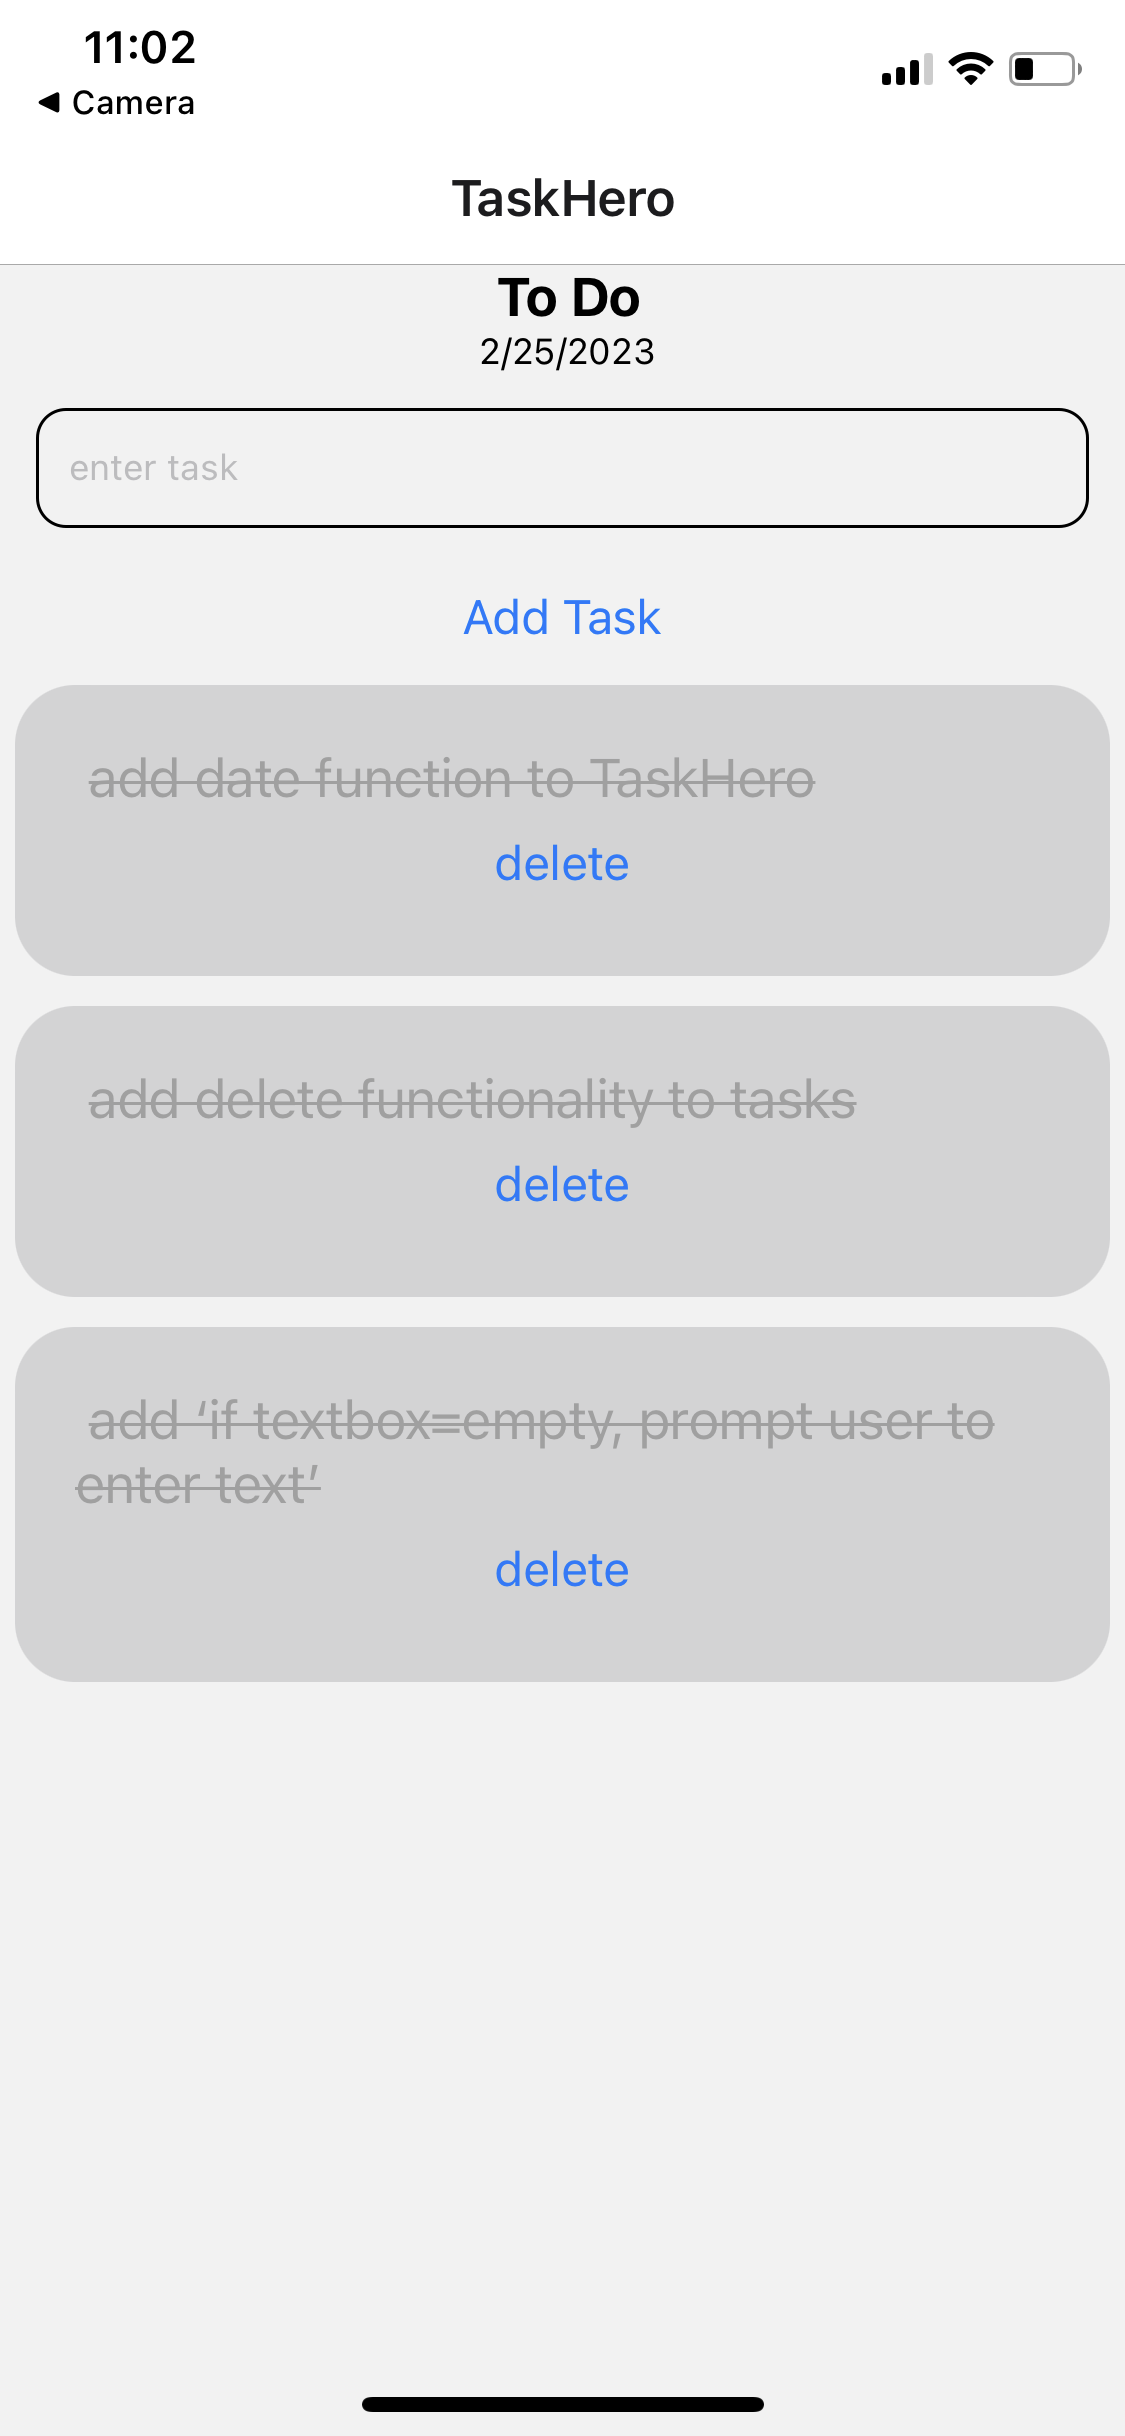 11:02
◀ Camera
TaskHero
To Do
2/25/2023
enter task
Add Task
add date function to TaskHero
delete
add delete functionality to tasks
delete
add ‘if textbox=empty, prompt user to
enter text’
delete